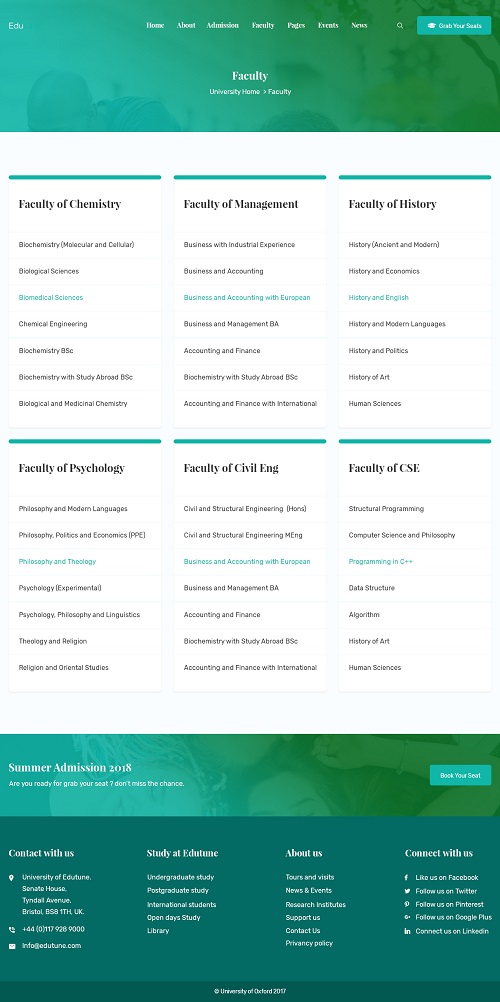 Edu
Home About Admission Faculty Pages Events News
Grab Your Seats
Faculty
University Home > Faculty
Faculty of Chemistry
Biochemistry (Molecular and Cellular)
Biological Sciences
Biomedical Sciences
Chemical Engineering
Biochemistry BSc
Biochemistry with Study Abroad BSc
Biological and Medicinal Chemistry
Faculty of Management
Business with Industrial Experience
Business and Accounting
Business and Accounting with European
Business and Management BA
Accounting and Finance
Biochemistry with Study Abroad BSc
Accounting and Finance with International
Faculty of History
History (Ancient and Modern)
History and Economics
History and English
History and Modern Languages
History and Politics
History of Art
Human Sciences
Faculty of Psychology
Philosophy and Modern Languages
Philosophy, Politics and Economics (PPE)
Philosophy and Theology
Psychology (Experimental)
Psychology, Philosophy and Linguistics
Theology and Religion
Religion and Oriental Studies
Faculty of Civil Eng
Civil and Structural Engineering (Hons)
Civil and Structural Engineering MEng
Business and Accounting with European
Business and Management BA
Accounting and Finance
Biochemistry with Study Abroad BSc
Accounting and Finance with International
Faculty of CSE
Structural Programming
Computer Science and Philosophy
Programming in C++
Data Structure
Algorithm
History of Art
Human Sciences
Summer Admission 2018
Are you ready for grab your seat ? don't miss the chance.
Book Your Seat
Contact with us
University of Edutune.
Senate House,
Tyndall Avenue,
Bristol, BS8 1TH, UK.
+44 (0)117 928 9000
Info@edutune.com
Study at Edutune
Undergraduate study
Postgraduate study
International students
Open days Study
Library
About us
Tours and visits
News & Events
Research Institutes
Support us
Contact Us
Privacy policy
Connect with us
Like us on Facebook
Follow us on Twitter
Follow us on Pinterest
Follow us on Google Plus
Connect us on Linkedin
© University of Oxford 2017